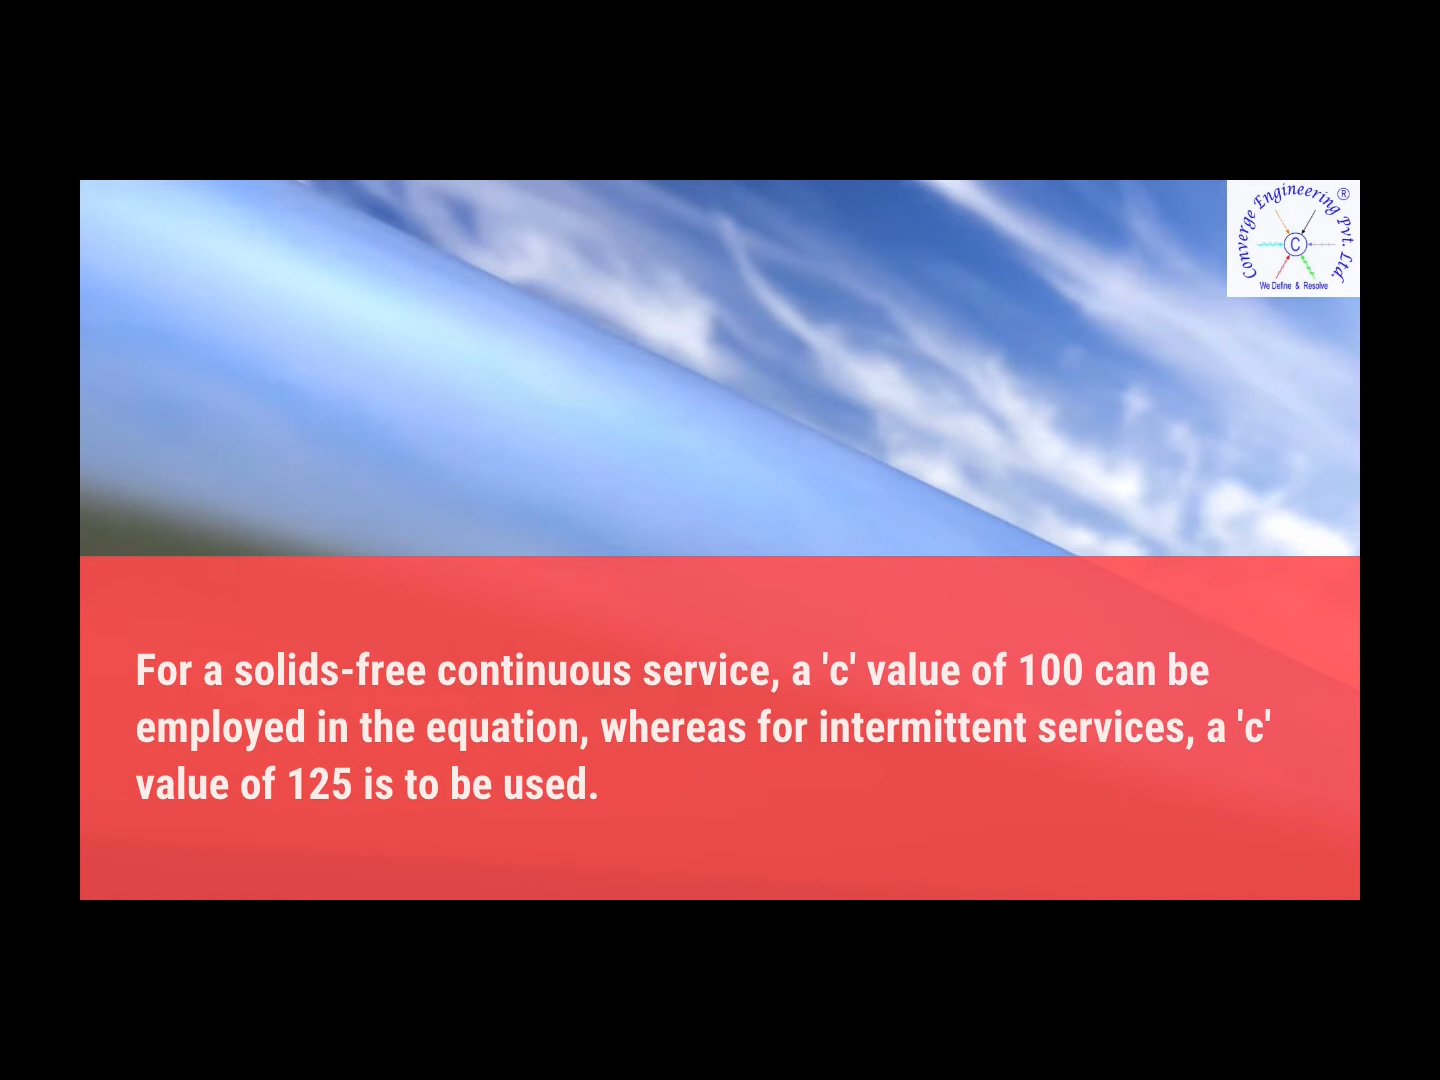 Converge Engineering Pvt. Ltd.
®
C
We Define & Resolve
For a solids-free continuous service, a 'c' value of 100 can be
employed in the equation, whereas for intermittent services, a 'c'
value of 125 is to be used.